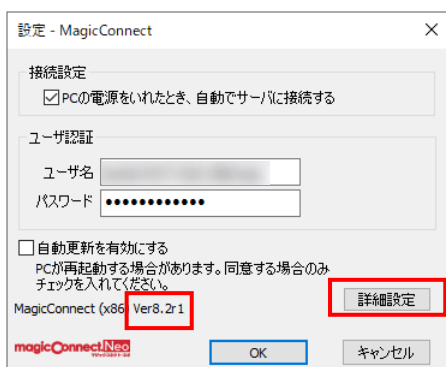 設定 - MagicConnect
接続設定
PCの電源をいれたとき、自動でサーバに接続する
ユーザ認証
ユーザ名
パスワード ●●●●●●●●●●●●
自動更新を有効にする
PCが再起動する場合があります。同意する場合のみ
チェックを入れてください。
詳細設定
MagicConnect (x86) Ver8.2r1
magicConnect.Neo
OK
キャンセル